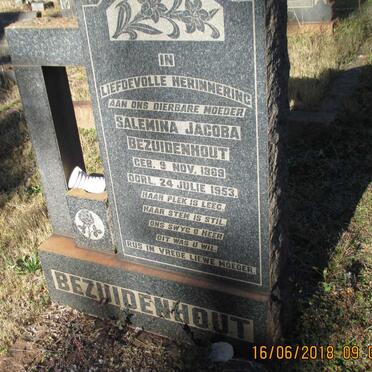 IN
LIEFDEVOLLE HERINNERING
AAN ONS DIERBARE MOEDER
SALEMINA JACOBA
BEZUIDENHOUT
GEB. 9 NOV. 1869
OORL. 24 JULIE 1953.
HAAR PLEK IS LEEG
HAAR STEM IS STIL
ONS SWYG O HEER
DIT WAS U WIL
RUS IN VREDE LIEWE MOEDER.
BEZUIDENHOUT
16/06/2018 09:0